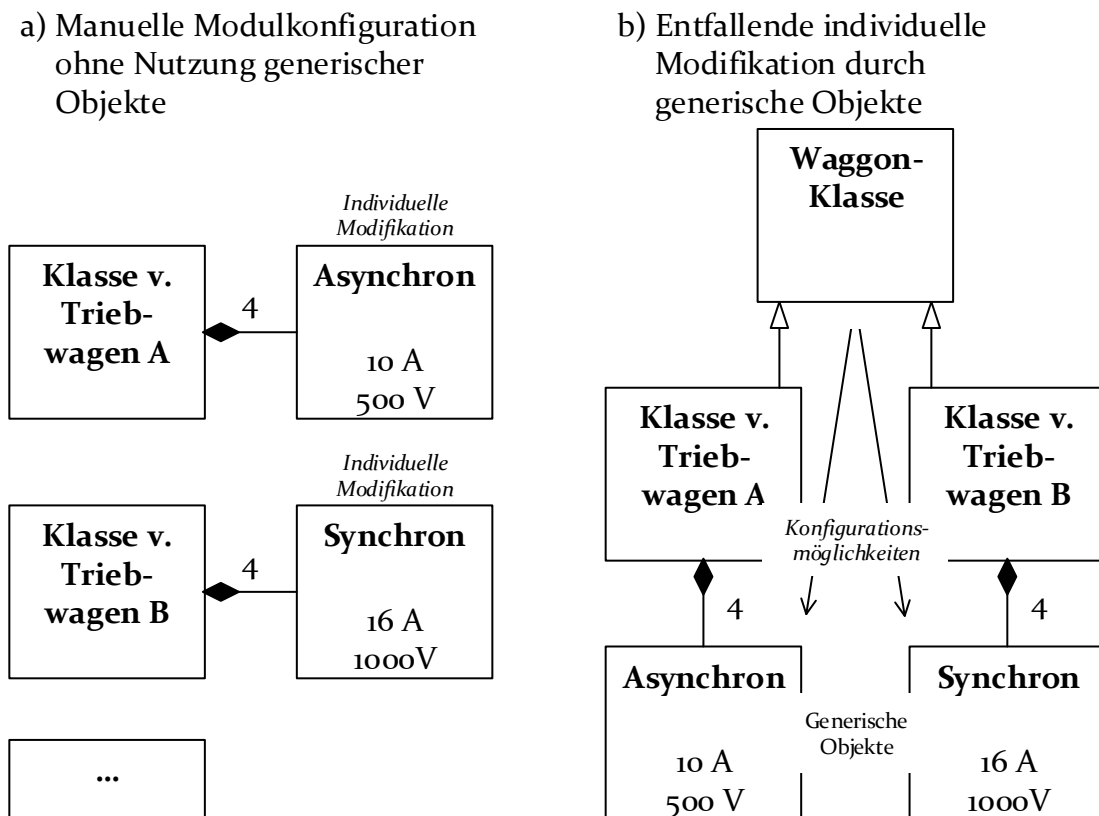 a) Manuelle Modulkonfiguration
ohne Nutzung generischer
Objekte
Individuelle
Modifikation
Klasse v.
Trieb-
wagen A
4
Asynchron
10 A
500 V
Individuelle
Modifikation
Klasse v.
Trieb-
wagen B
4
Synchron
16 A
1000V
...
b) Entfallende individuelle
Modifikation durch
generische Objekte
Waggon-
Klasse
Klasse v.
Trieb-
wagen A
Klasse v.
Trieb-
wagen B
Konfigurations-
möglichkeiten
4
4
Asynchron
10 A
500 V
Generische
Objekte
Synchron
16 A
1000V